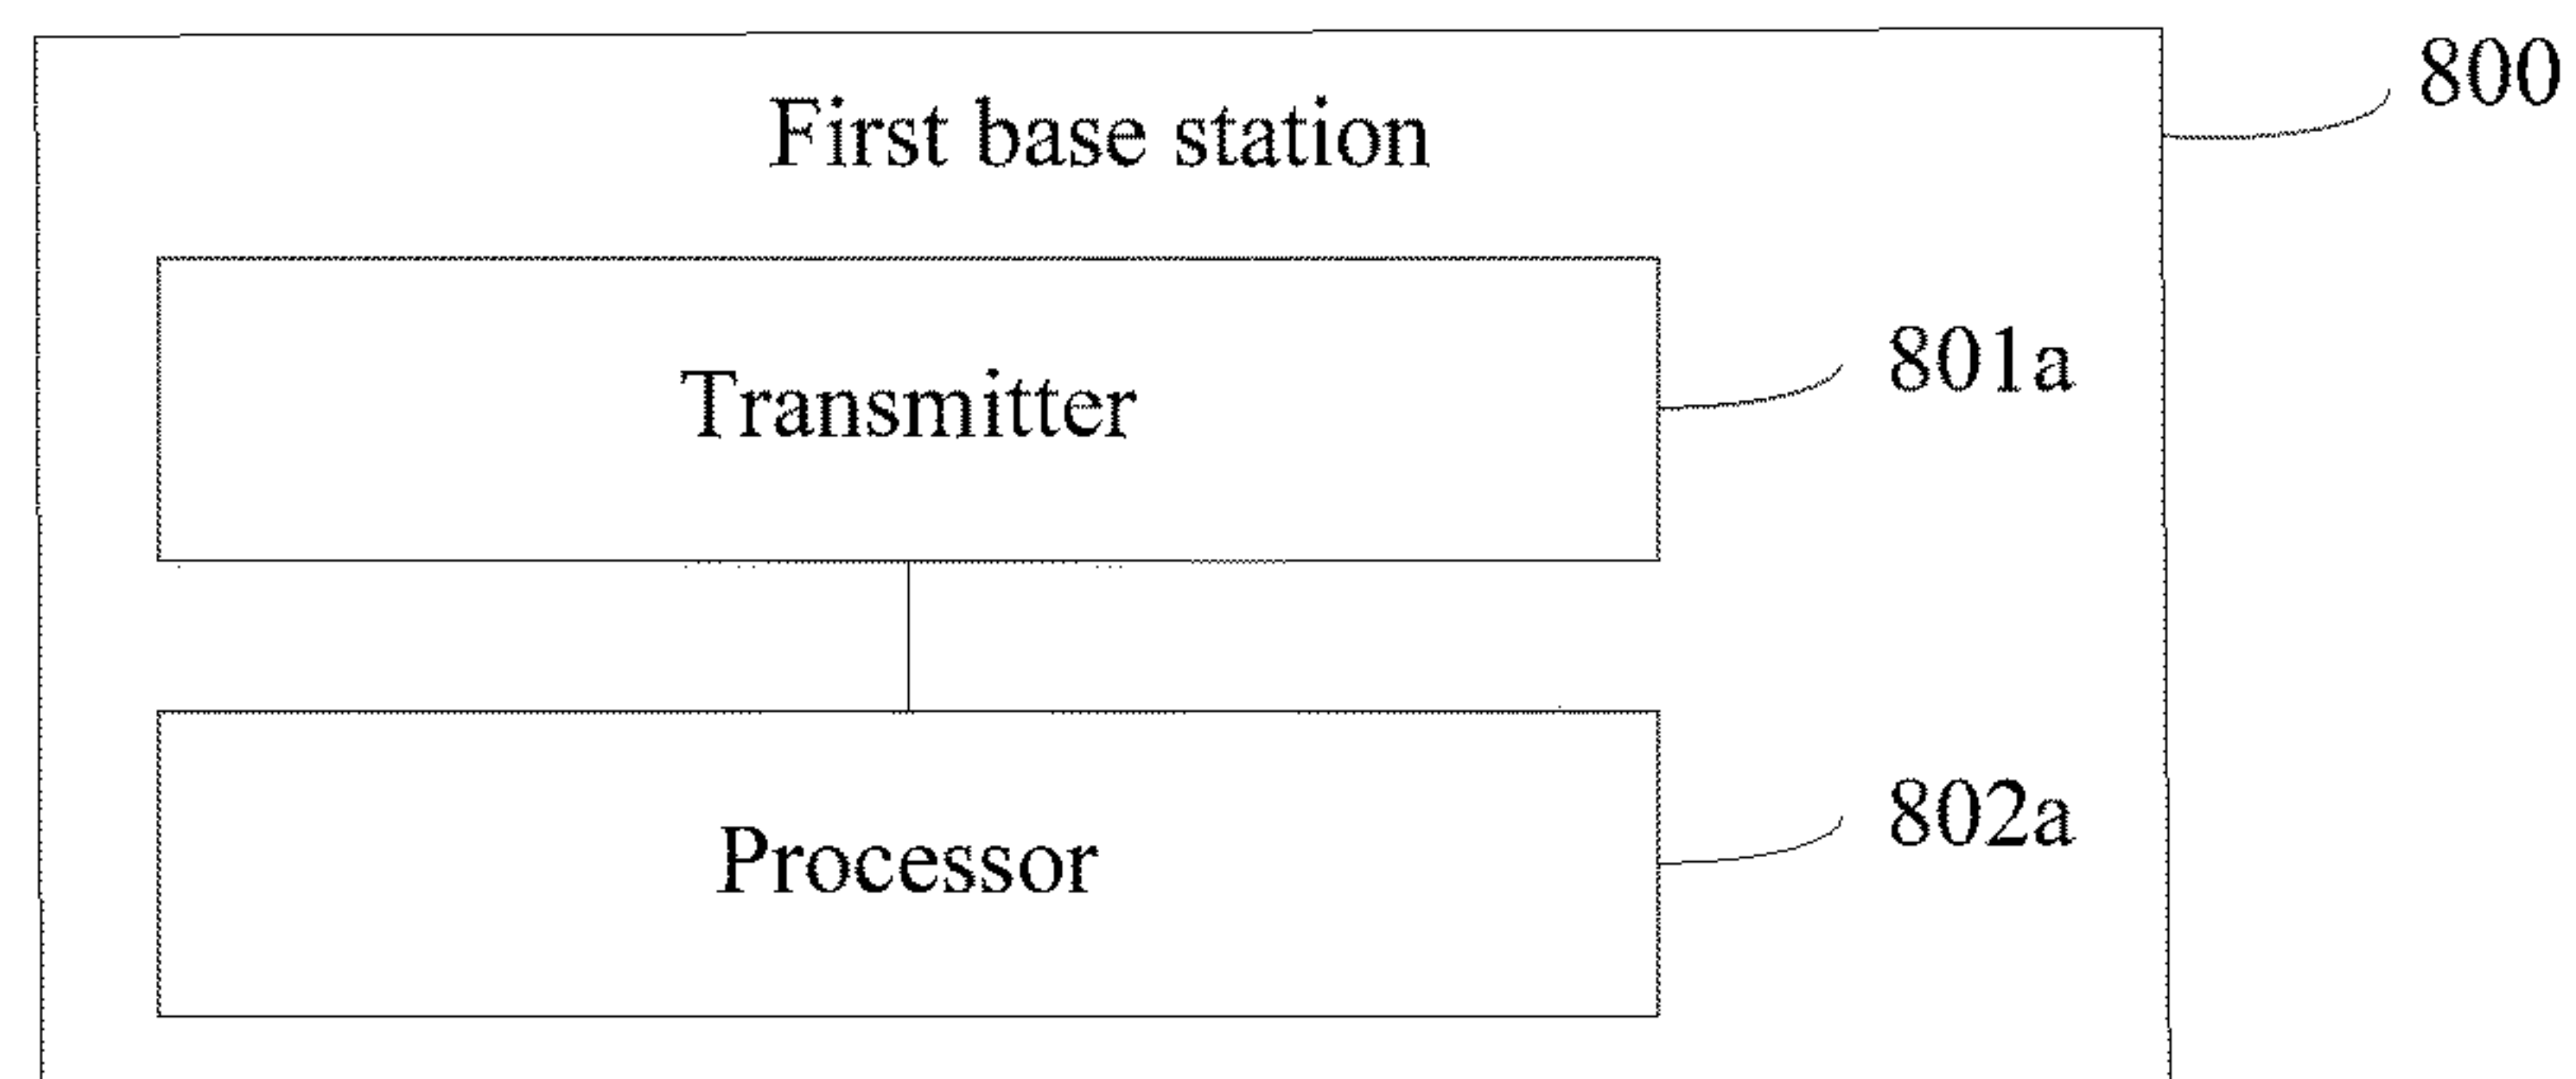 First base station
800
Transmitter
801a
Processor
802a